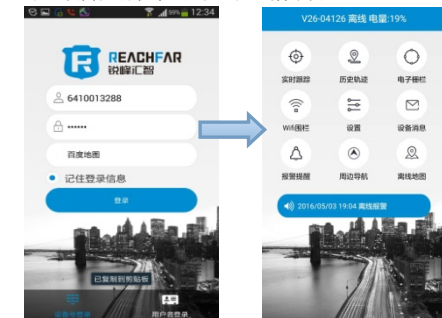 99% 12:34
REACHFAR
锐峰汇智
6410013288
••••••
百度地图
记住登录信息
登录
已复制到剪贴板
用户名登录
V26-04126 离线 电量:19%
实时跟踪 历史轨迹 电子栅栏
Wifi围栏 设置 设备消息
报警提醒 周边导航 离线地图
2016/05/03 19:04 离线报警